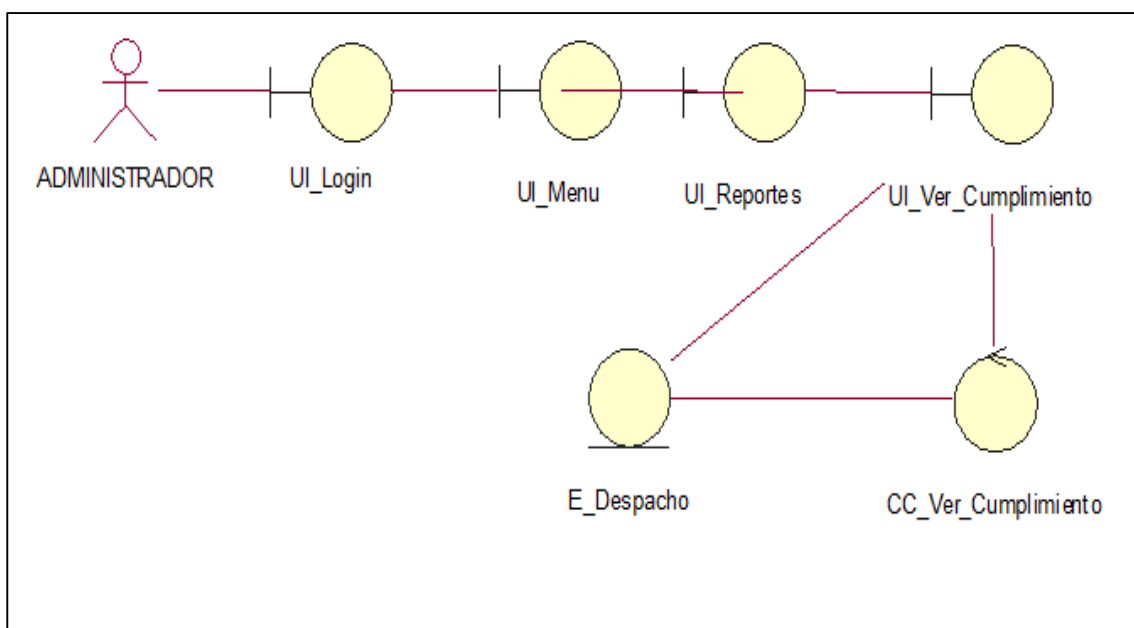 ADMINISTRADOR
UI_Login
UI_Menu
UI_Reportes
UI_Ver_Cumplimiento
E_Despacho
CC_Ver_Cumplimiento